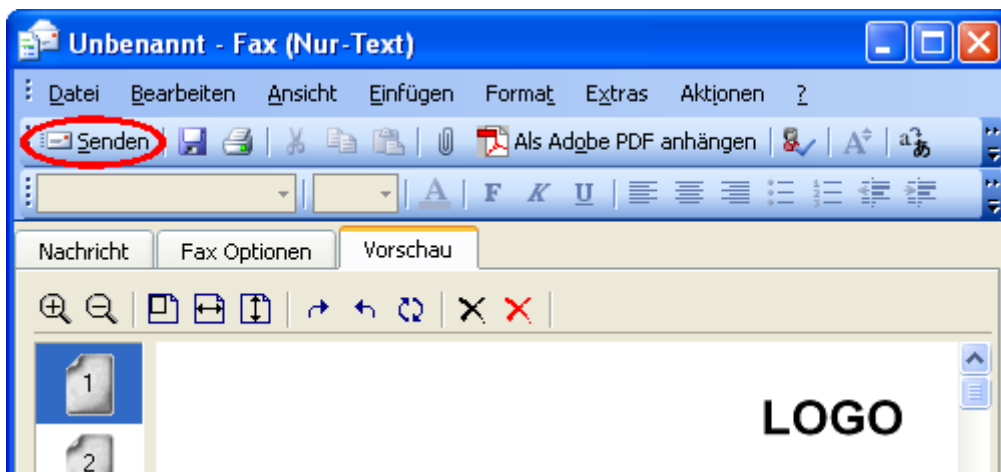 Unbenannt - Fax (Nur-Text)
Datei Bearbeiten Ansicht Einfügen Format Extras Aktionen ?
Senden Als Adobe PDF anhängen
F K U
Nachricht Fax Optionen Vorschau
1
LOGO
2